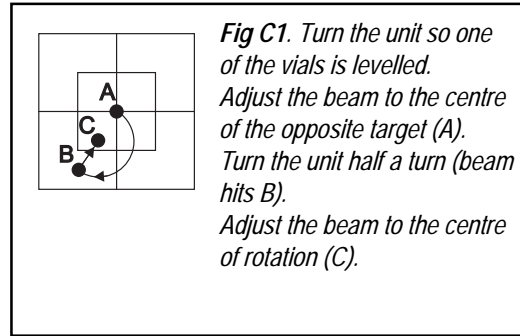 A
C
B
Fig C1. Turn the unit so one
of the vials is levelled.
Adjust the beam to the centre
of the opposite target (A).
Turn the unit half a turn (beam
hits B).
Adjust the beam to the centre
of rotation (C).